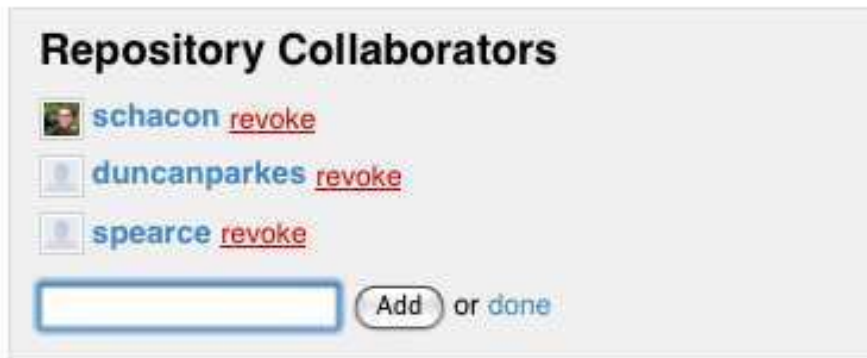 Repository Collaborators
schacon revoke
duncanparkes revoke
spearce revoke
Add or done